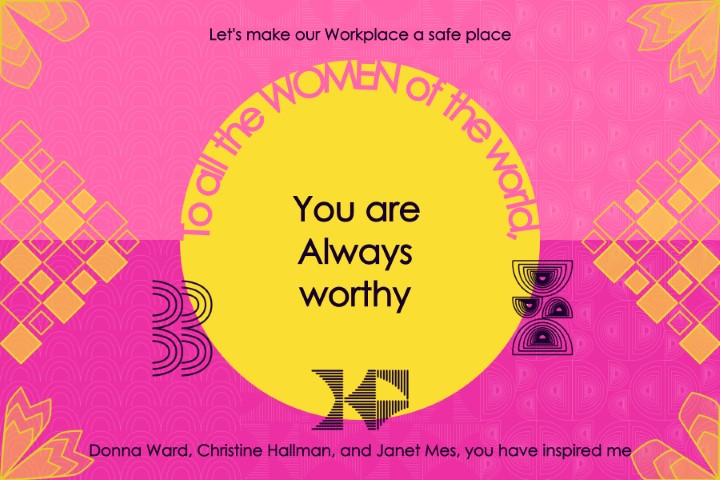 Let's make our Workplace a safe place
To all the WOMEN of the world,
You are
Always
worthy
Donna Ward, Christine Hallman, and Janet Mes, you have inspired me